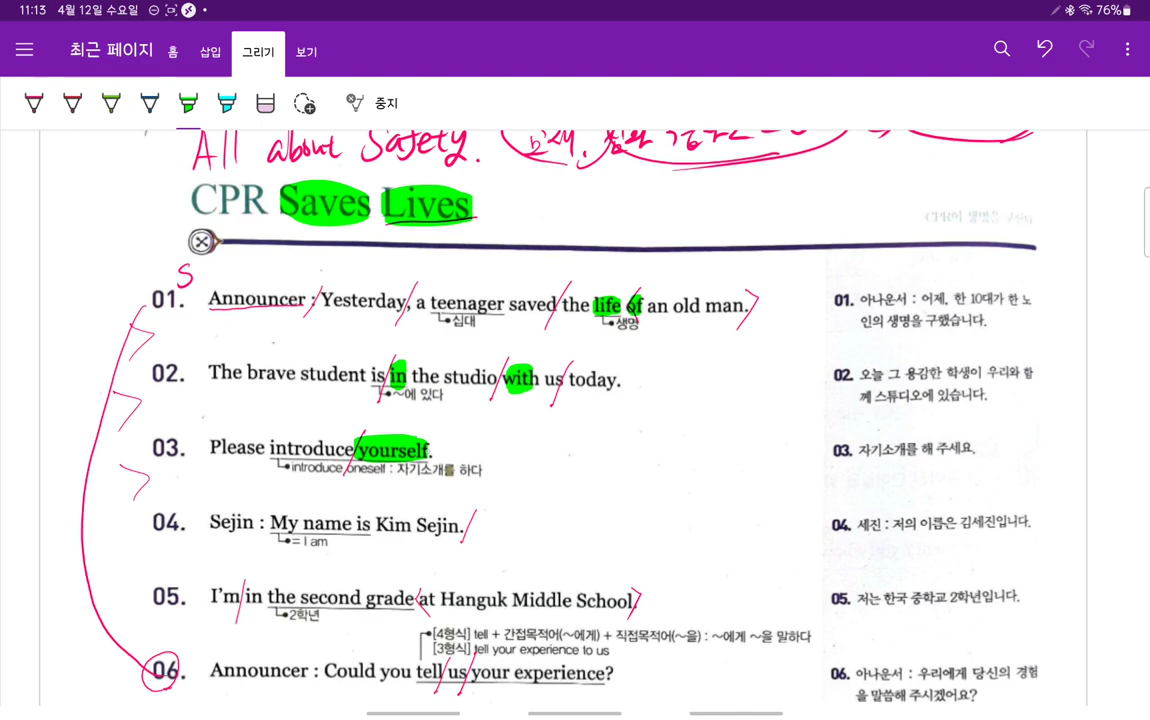 11:13 4월 12일 수요일 76%
최근 페이지 홈 삽입 그리기 보기
중지
All about Safety.
CPR Saves Lives
CPR이 생명을 구한다
S
01. Announcer : Yesterday, a teenager saved the life of an old man.
십대 생명
01. 아나운서 : 어제, 한 10대가 한 노
인의 생명을 구했습니다.
02. The brave student is in the studio with us today.
~에 있다
02. 오늘 그 용감한 학생이 우리와 함
께 스튜디오에 있습니다.
03. Please introduce yourself.
introduce oneself : 자기소개를 하다
03. 자기소개를 해 주세요.
04. Sejin : My name is Kim Sejin.
= I am
04. 세진 : 저의 이름은 김세진입니다.
05. I'm in the second grade at Hanguk Middle School.
2학년
05. 저는 한국 중학교 2학년입니다.
[4형식] tell + 간접목적어(~에게) + 직접목적어(~을) : ~에게 ~을 말하다
[3형식] tell your experience to us
06. Announcer : Could you tell us your experience?
06. 아나운서 : 우리에게 당신의 경험
을 말씀해 주시겠어요?